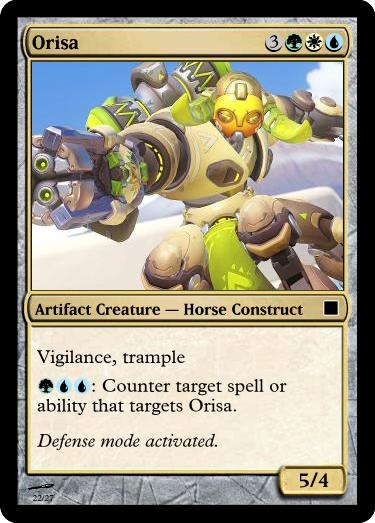 Orisa 3
Artifact Creature — Horse Construct
Vigilance, trample
: Counter target spell or
ability that targets Orisa.
Defense mode activated.
5/4
22/27